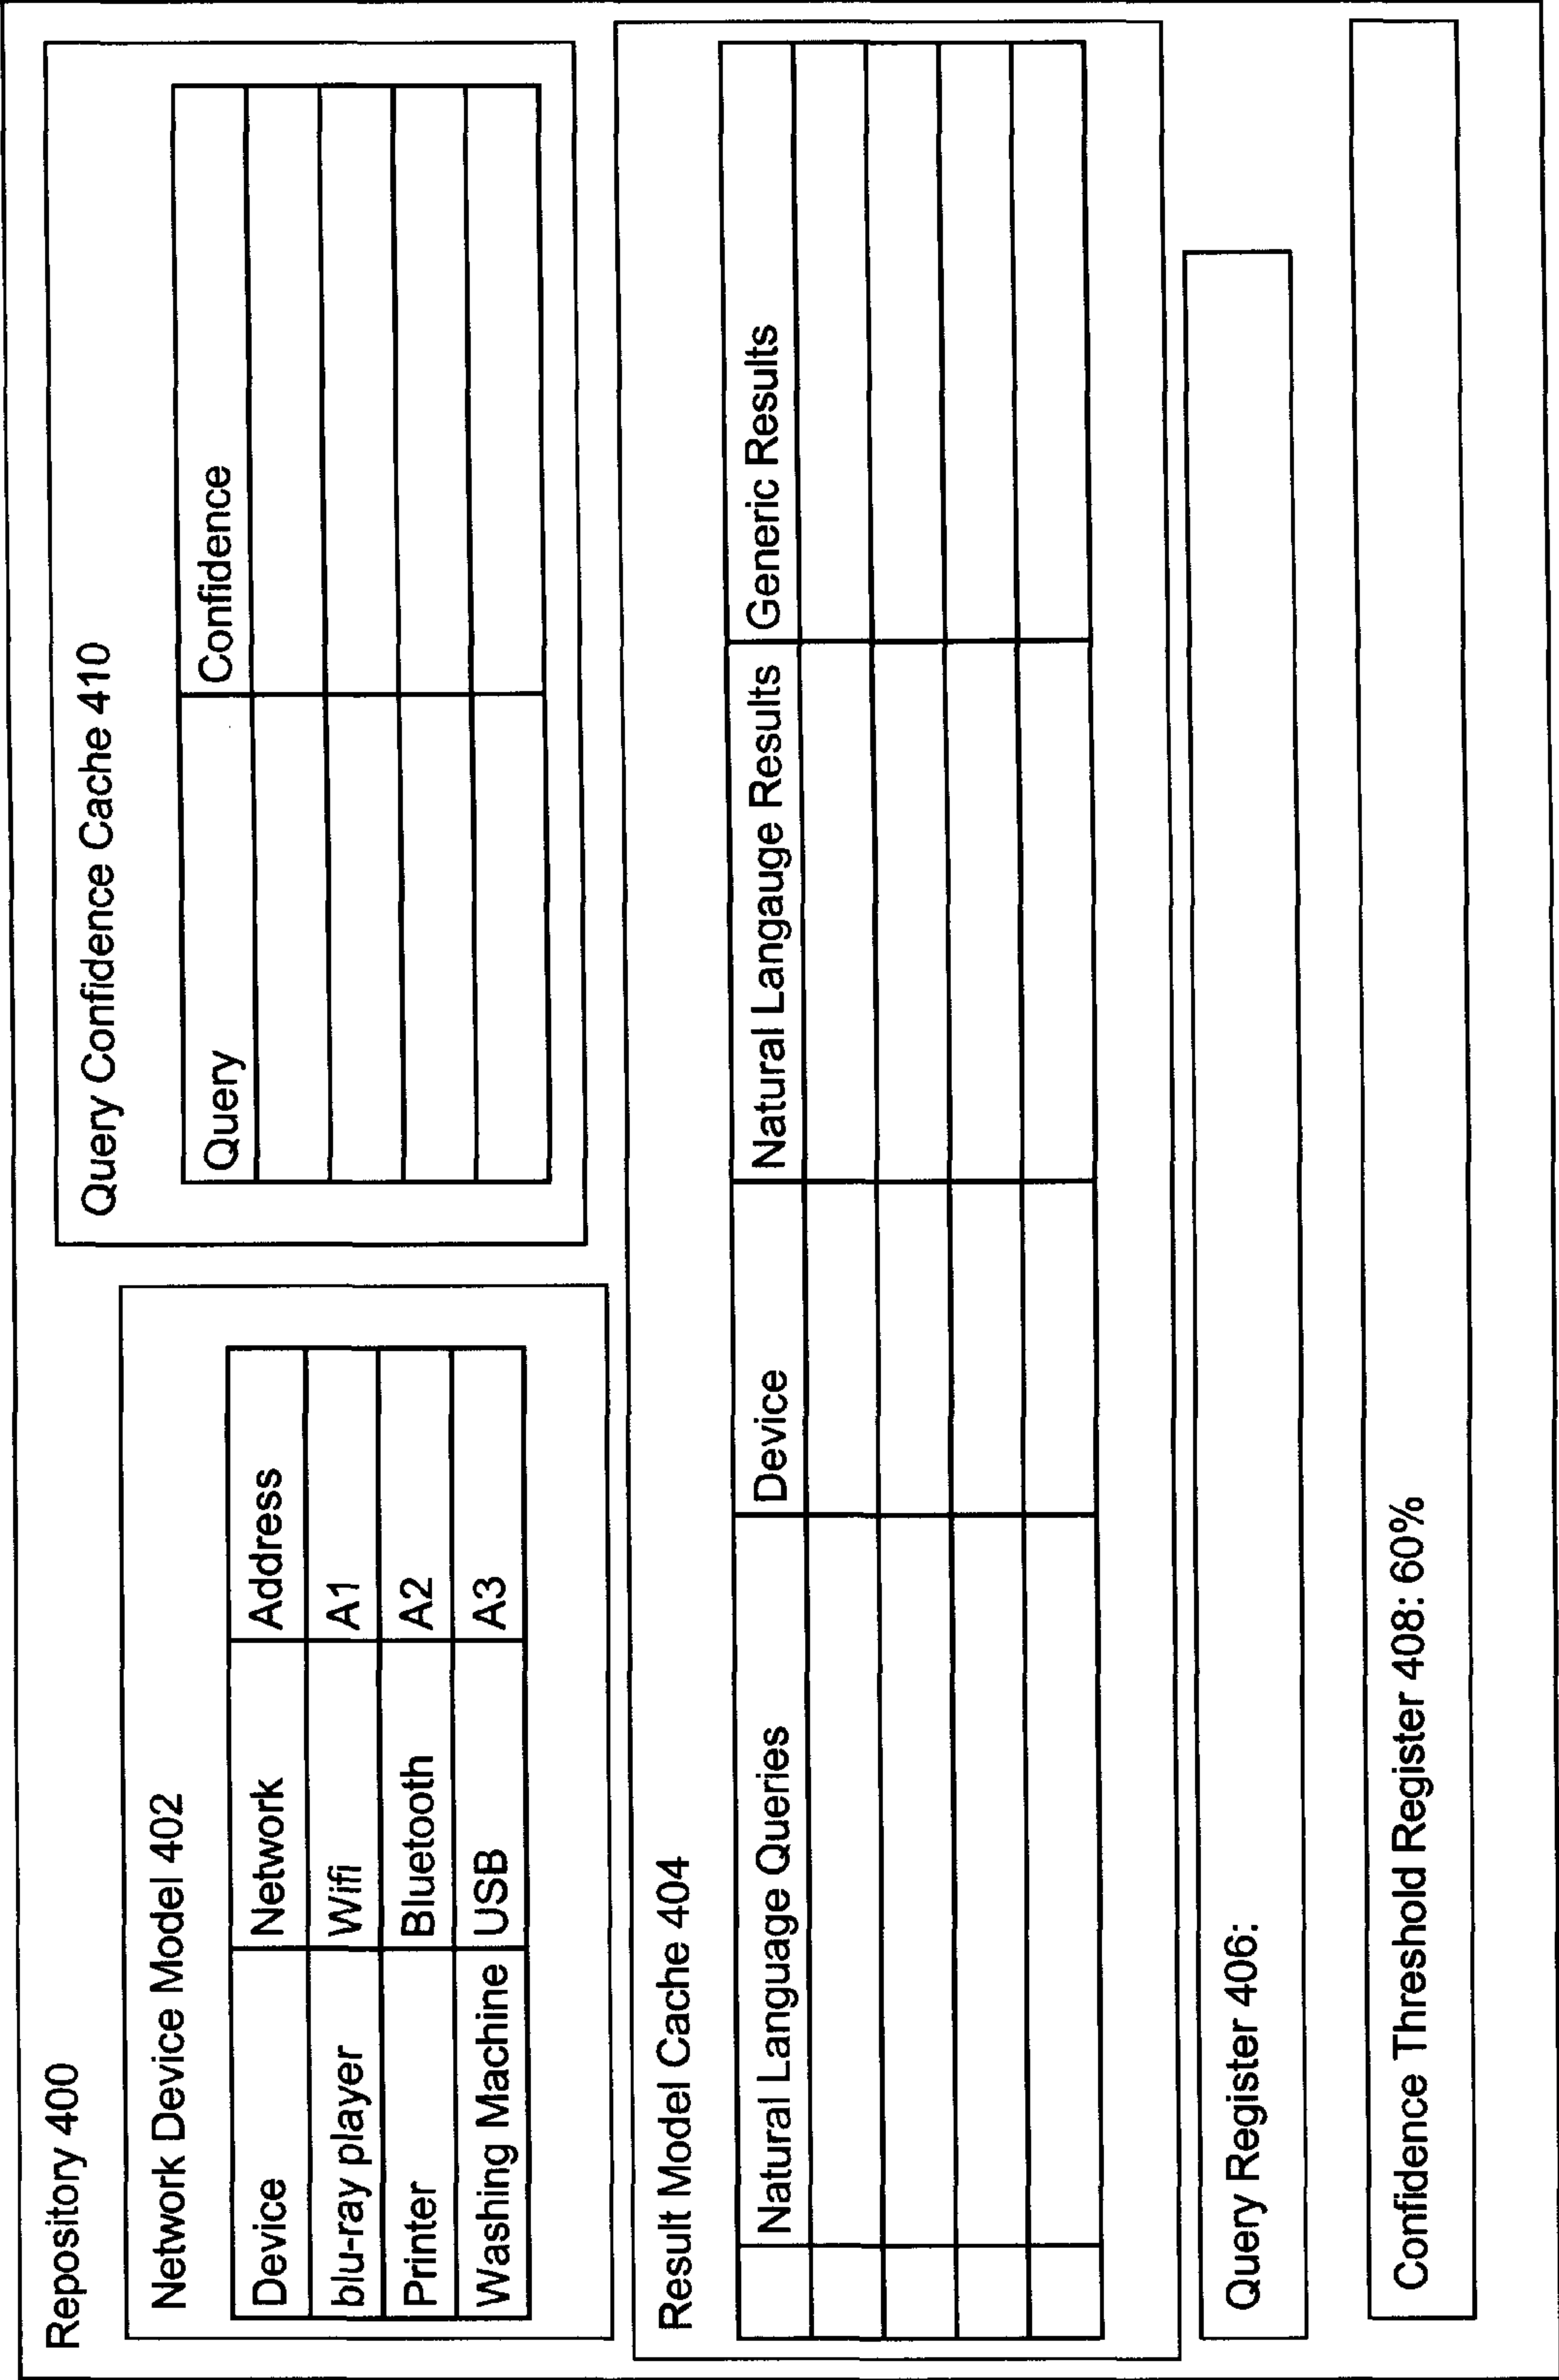 Repository 400
Network Device Model 402
Device Network Address
blu-ray player Wifi A1
Printer Bluetooth A2
Washing Machine USB A3
Query Confidence Cache 410
Query Confidence
Result Model Cache 404
Natural Language Queries Device Natural Langauge Results Generic Results
Query Register 406:
Confidence Threshold Register 408: 60%